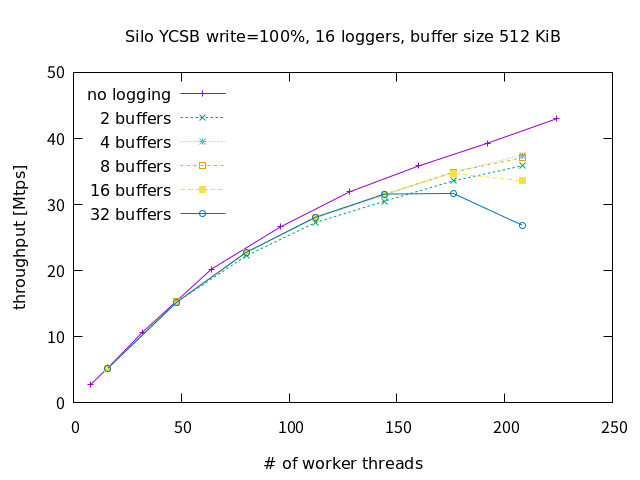 Silo YCSB write=100%, 16 loggers, buffer size 512 KiB
50
40
30
20
10
0
throughput [Mtps]
no logging
2 buffers
4 buffers
8 buffers
16 buffers
32 buffers
0 50 100 150 200 250
# of worker threads